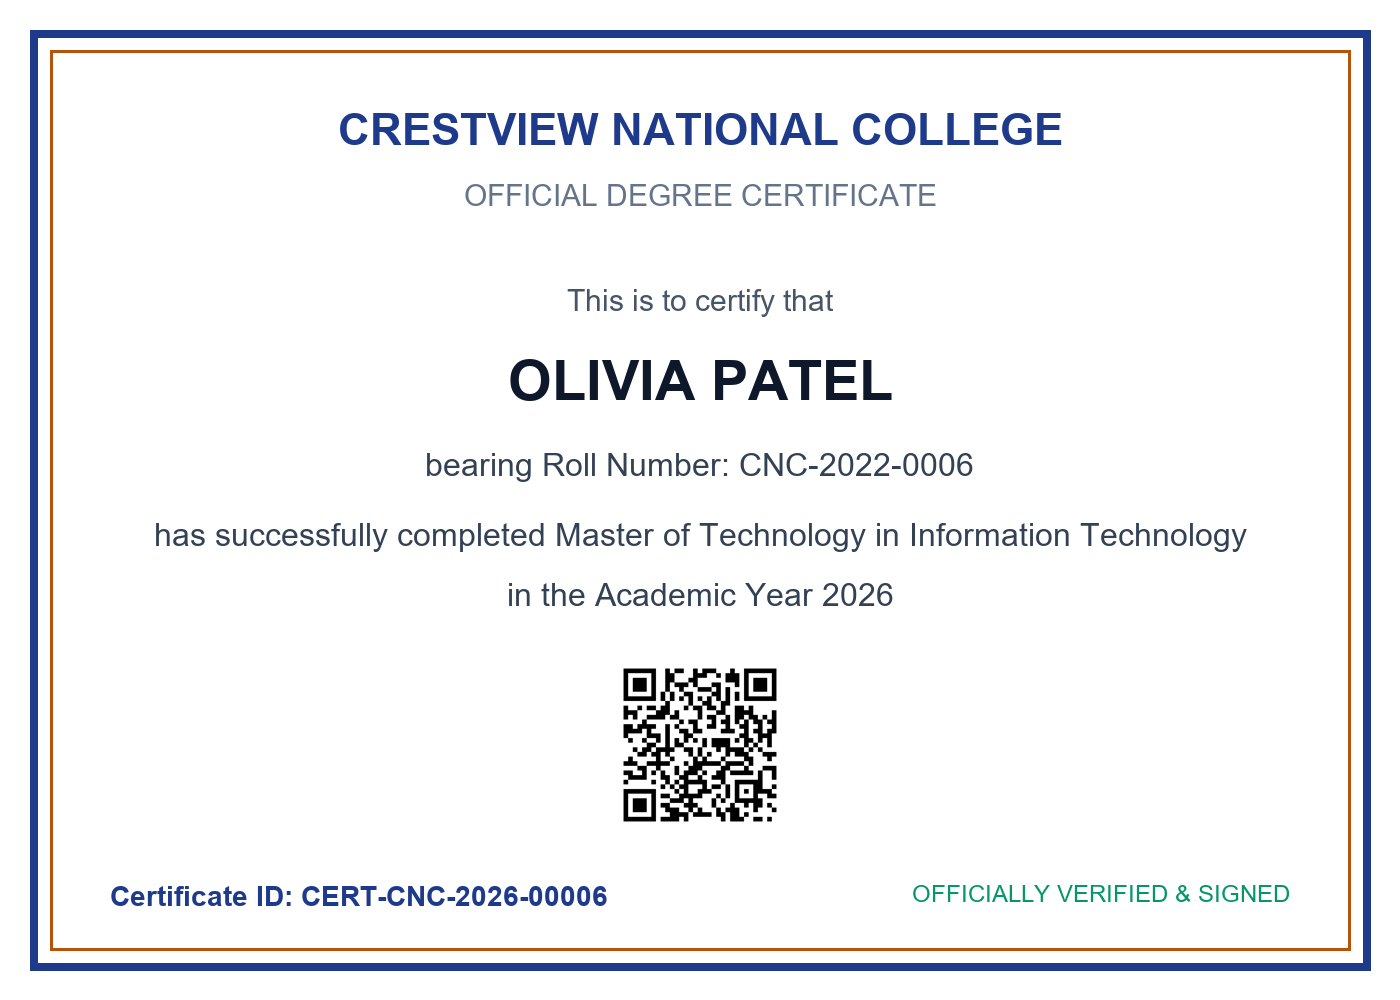 CRESTVIEW NATIONAL COLLEGE
OFFICIAL DEGREE CERTIFICATE
This is to certify that
OLIVIA PATEL
bearing Roll Number: CNC-2022-0006
has successfully completed Master of Technology in Information Technology
in the Academic Year 2026
Certificate ID: CERT-CNC-2026-00006
OFFICIALLY VERIFIED & SIGNED